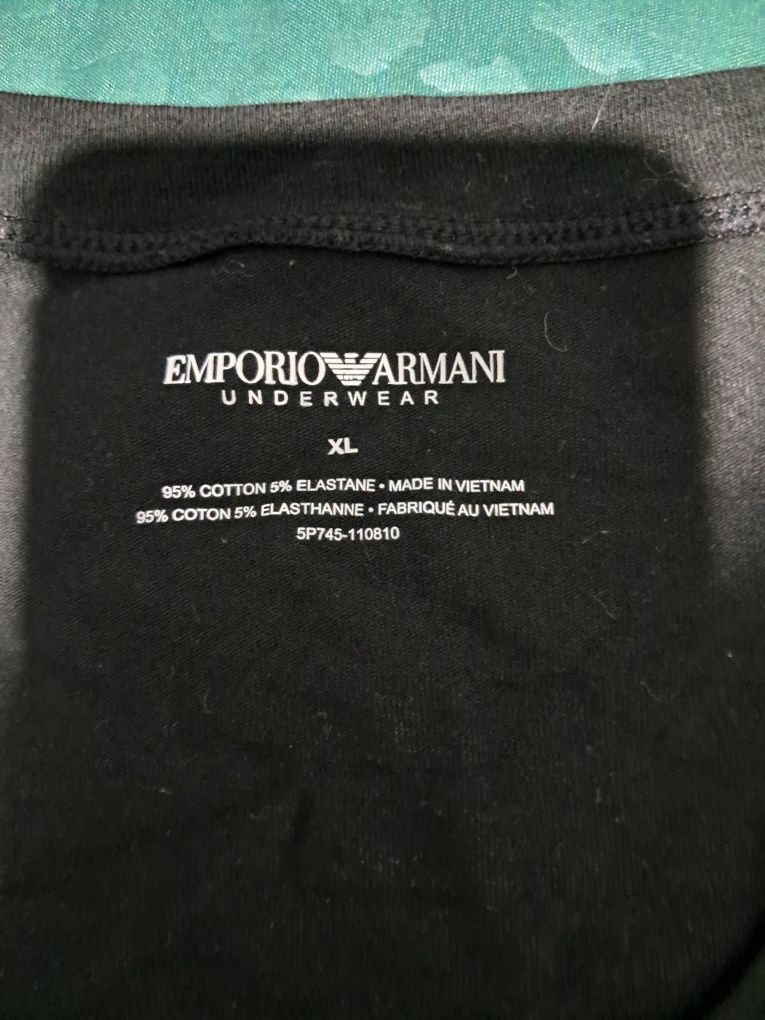 EMPORIO ARMANI
UNDERWEAR
XL
95% COTTON 5% ELASTANE • MADE IN VIETNAM
95% COTON 5% ELASTHANNE • FABRIQUÉ AU VIETNAM
5P745-110810